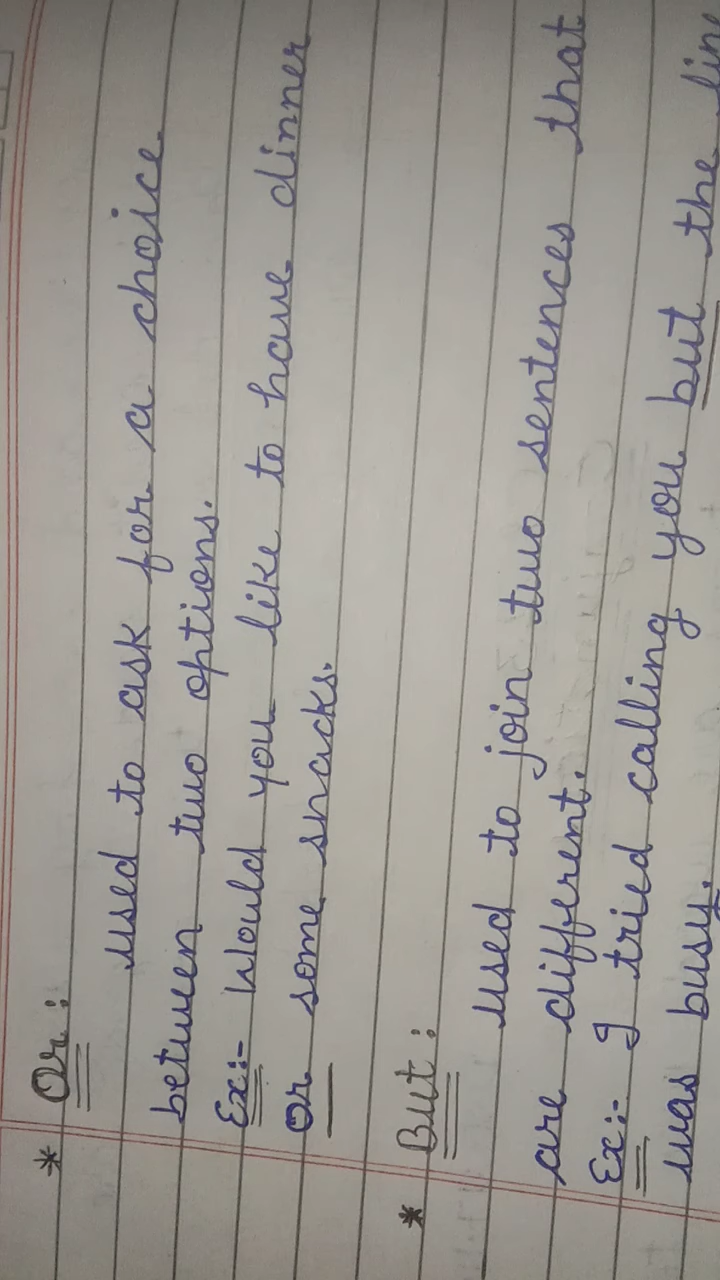 * Or :
used to ask for a choice
between two options.
Ex:- Would you like to have dinner
or some snacks.
* But :
used to join two sentences that
are different.
Ex:- I tried calling you but the line
was busy.